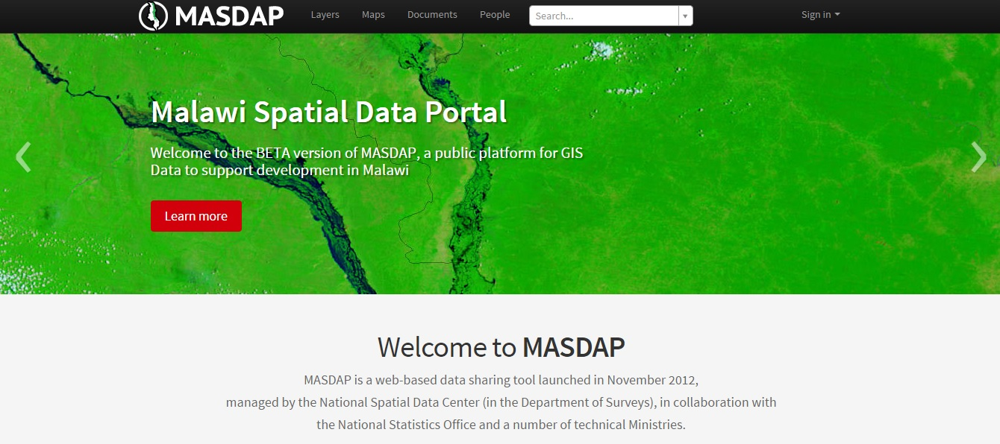 MASDAP
Layers
Maps
Documents
People
Search...
Sign in
Malawi Spatial Data Portal
Welcome to the BETA version of MASDAP, a public platform for GIS
Data to support development in Malawi
Learn more
Welcome to MASDAP
MASDAP is a web-based data sharing tool launched in November 2012,
managed by the National Spatial Data Center (in the Department of Surveys), in collaboration with
the National Statistics Office and a number of technical Ministries.